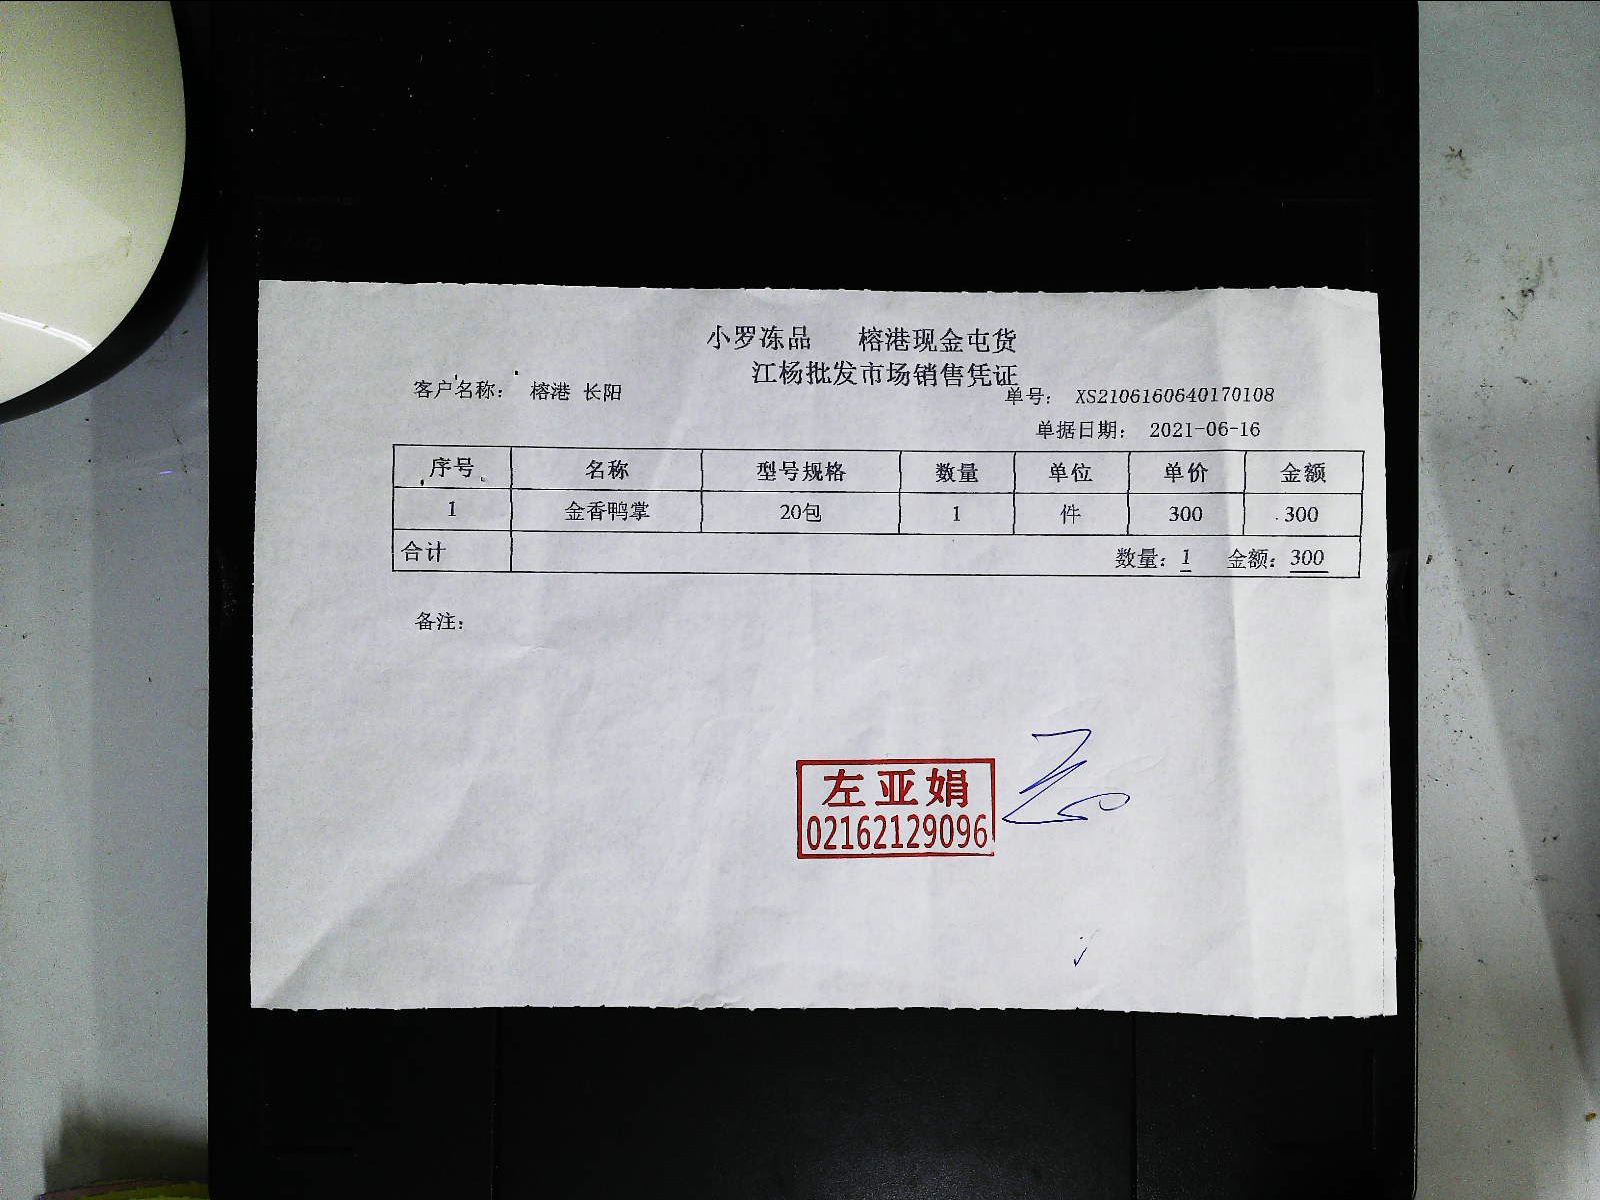 小罗冻品 榕港现金屯货
江杨批发市场销售凭证
客户名称： 榕港 长阳 单号： XS2106160640170108
单据日期： 2021-06-16
序号 名称 型号规格 数量 单位 单价 金额
1 金香鸭掌 20包 1 件 300 300
合计 数量：1 金额：300
备注：
左亚娟
02162129096